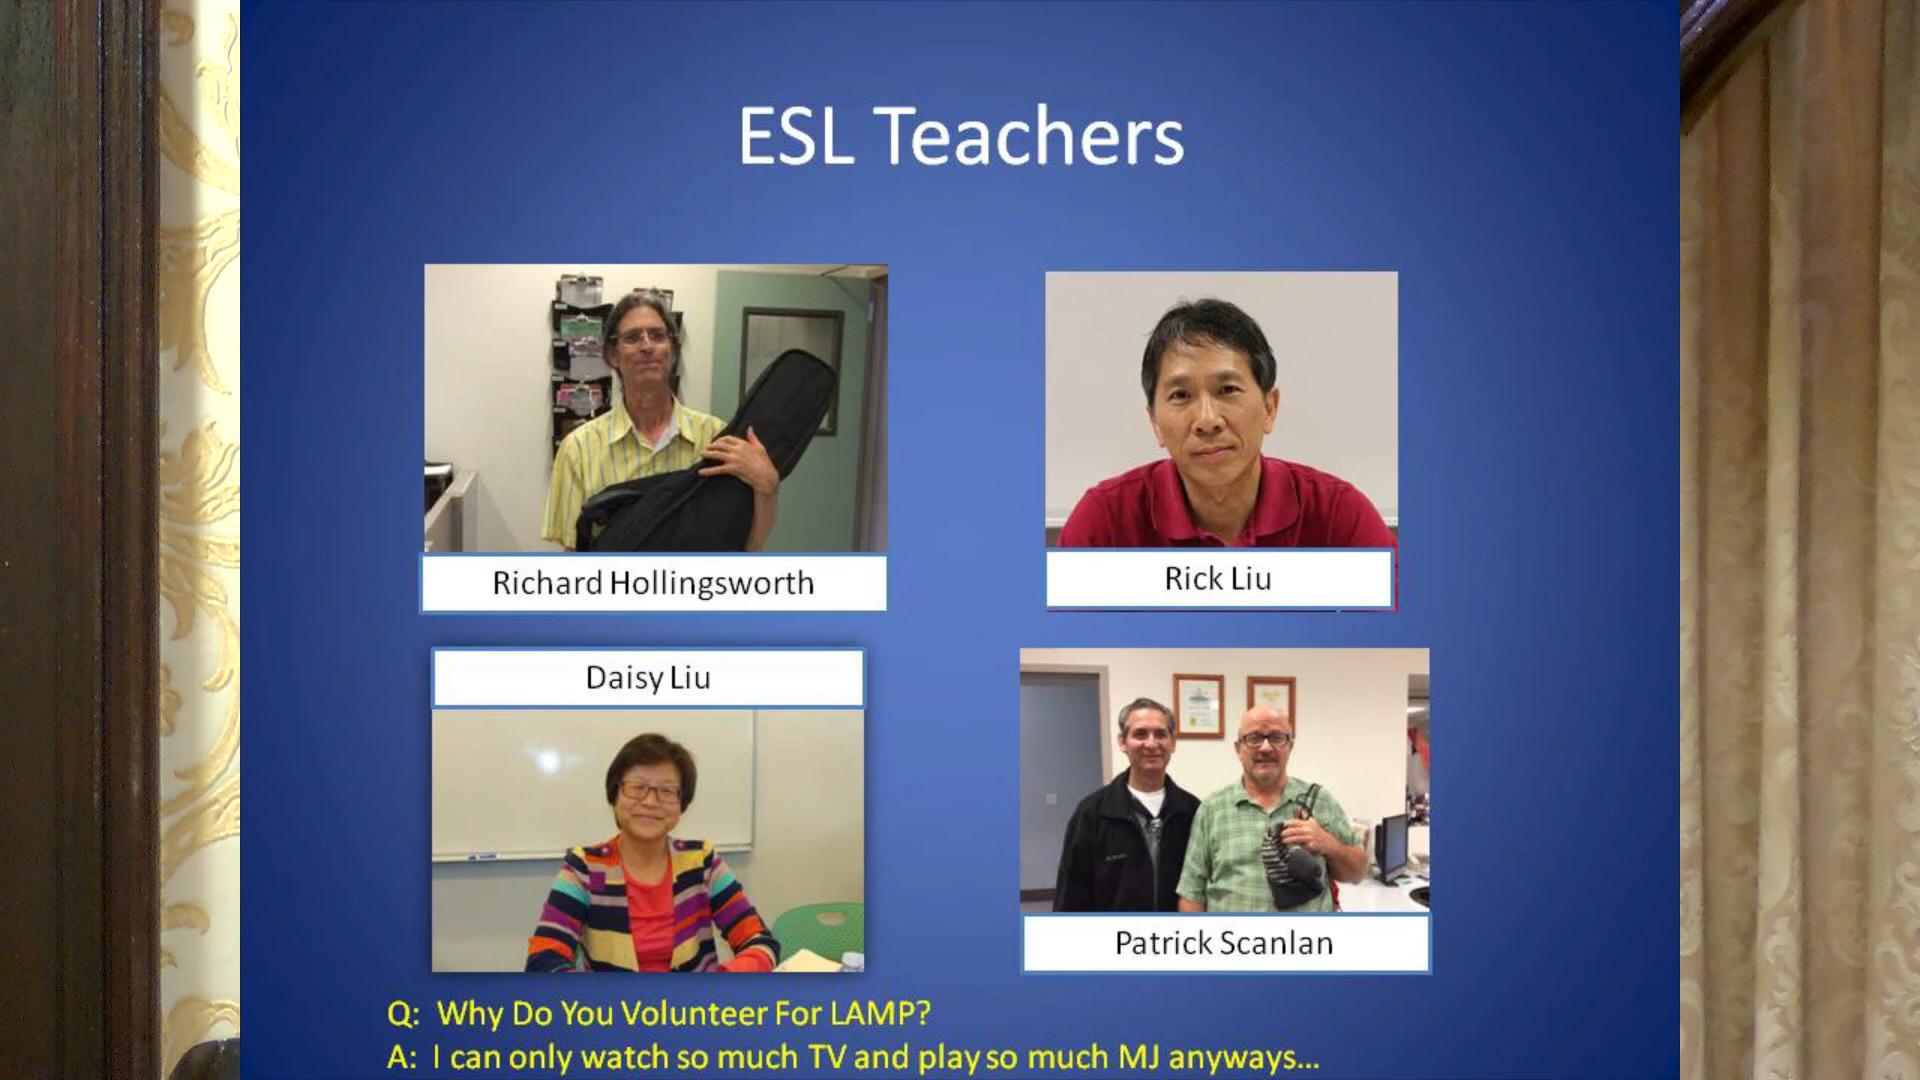 ESL Teachers
Richard Hollingsworth
Rick Liu
Daisy Liu
Patrick Scanlan
Q: Why Do You Volunteer For LAMP?
A: I can only watch so much TV and play so much MJ anyways...